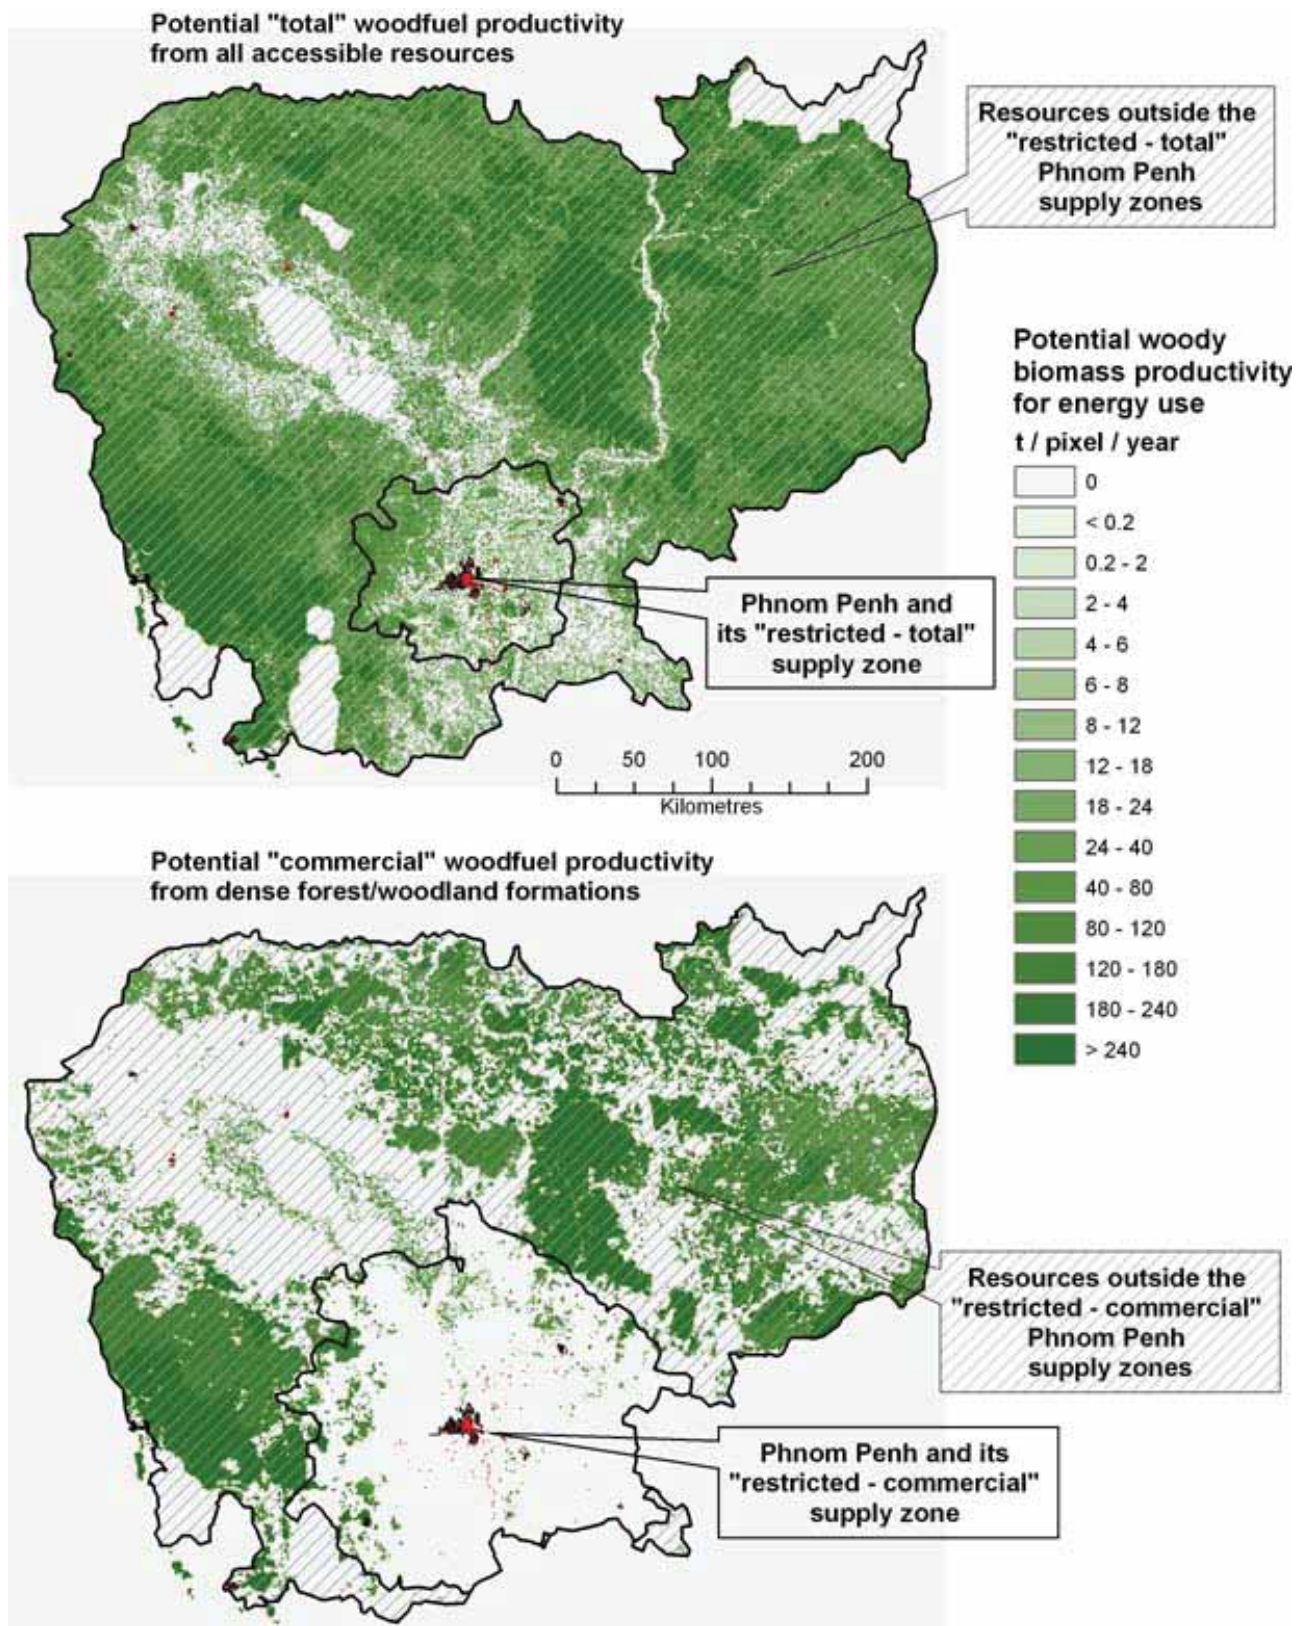 Potential "total" woodfuel productivity
from all accessible resources
Resources outside the
"restricted - total"
Phnom Penh
supply zones
Potential woody
biomass productivity
for energy use
t / pixel / year
0
< 0.2
0.2 - 2
2 - 4
4 - 6
6 - 8
8 - 12
12 - 18
18 - 24
24 - 40
40 - 80
80 - 120
120 - 180
180 - 240
> 240
Phnom Penh and
its "restricted - total"
supply zone
0 50 100 200
Kilometres
Potential "commercial" woodfuel productivity
from dense forest/woodland formations
Resources outside the
"restricted - commercial"
Phnom Penh
supply zones
Phnom Penh and its
"restricted - commercial"
supply zone